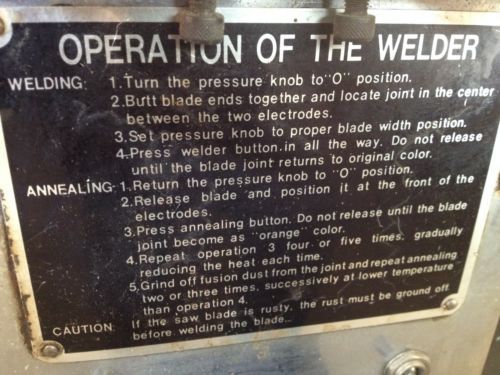 OPERATION OF THE WELDER
WELDING: 1.Turn the pressure knob to "O" position.
2.Butt blade ends together and locate joint in the center
between the two electrodes.
3.Set pressure knob to proper blade width position.
4.Press welder button in all the way. Do not release
until the blade joint returns to original color.
ANNEALING: 1.Return the pressure knob to "O" position.
2.Release blade and position it at the front of the
electrodes.
3.Press annealing button. Do not release until the blade
joint become as "orange" color.
4.Repeat operation 3 four or five times, gradually
reducing the heat each time.
5.Grind off fusion dust from the joint and repeat annealing
two or three times, successively at lower temperature
than operation 4.
CAUTION: If the saw blade is rusty, the rust must be ground off
before welding the blade.